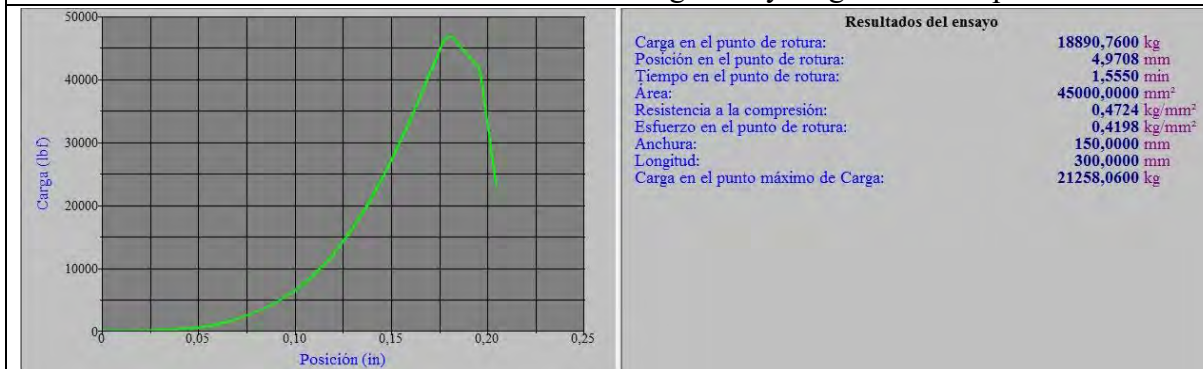 50000
40000
30000
20000
10000
0
Carga (lbf)
0 0,05 0,10 0,15 0,20 0,25
Posición (in)
Resultados del ensayo
Carga en el punto de rotura: 18890,7600 kg
Posición en el punto de rotura: 4,9708 mm
Tiempo en el punto de rotura: 1,5550 min
Área: 45000,0000 mm²
Resistencia a la compresión: 0,4724 kg/mm²
Esfuerzo en el punto de rotura: 0,4198 kg/mm²
Anchura: 150,0000 mm
Longitud: 300,0000 mm
Carga en el punto máximo de Carga: 21258,0600 kg